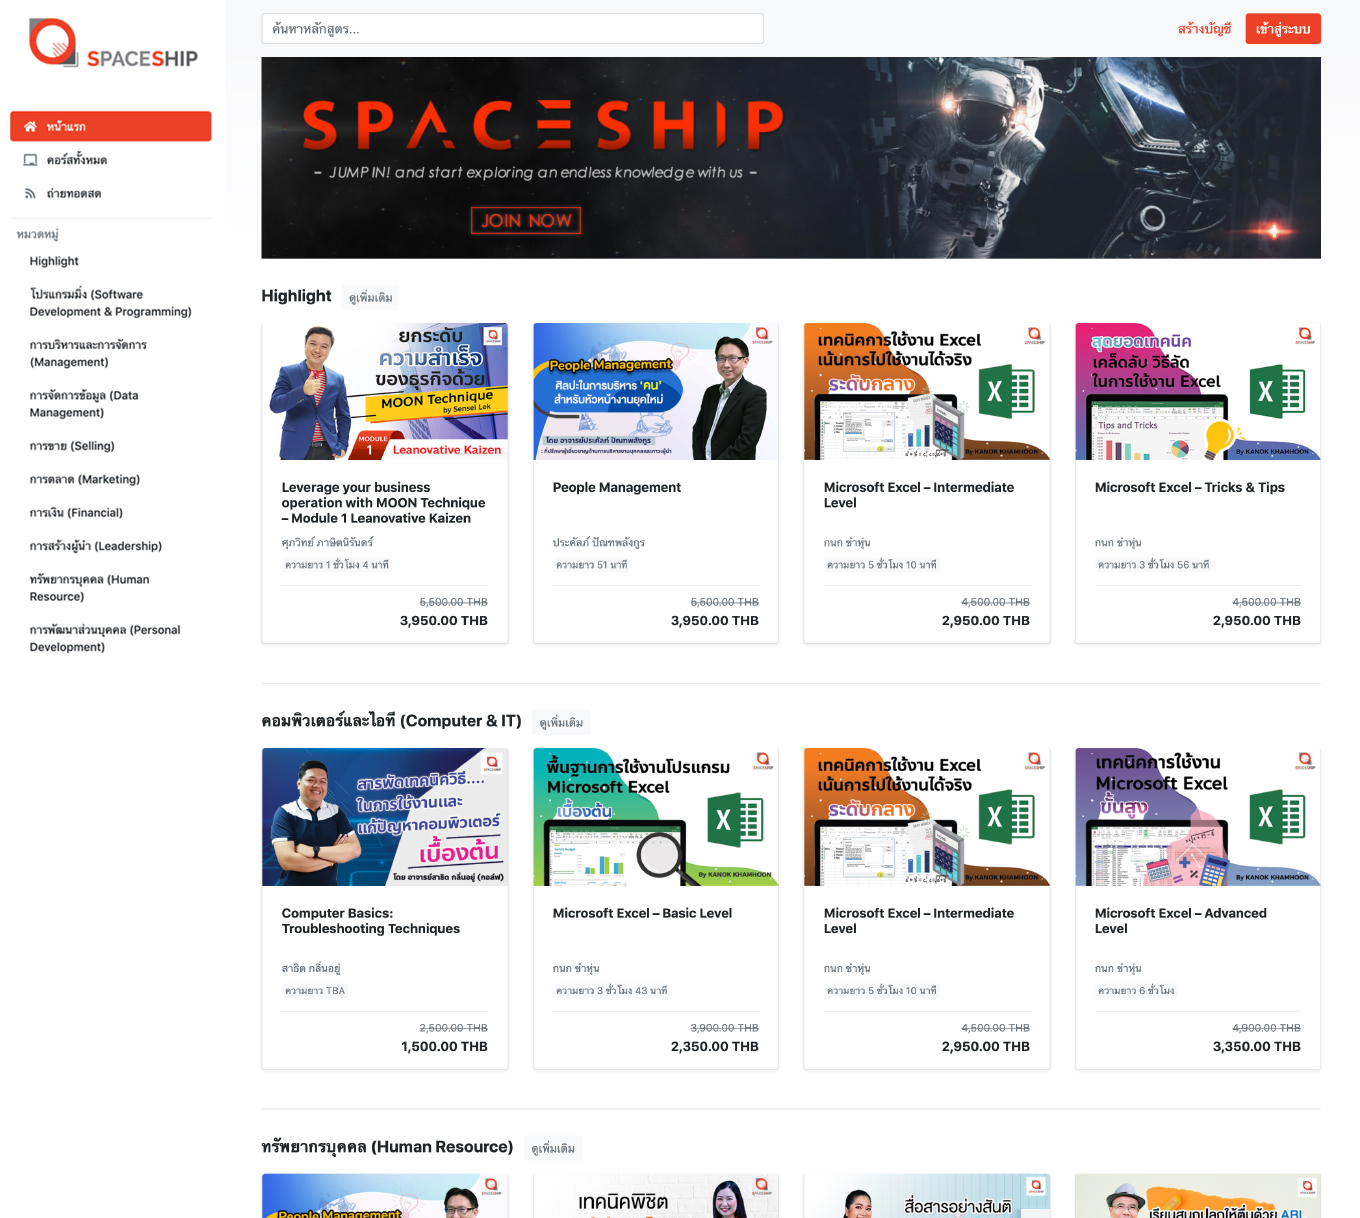 SPACESHIP
ค้นหาหลักสูตร...
สร้างบัญชี
เข้าสู่ระบบ
หน้าแรก
คอร์สทั้งหมด
ถ่ายทอดสด
หมวดหมู่
Highlight
โปรแกรมมิ่ง (Software
Development & Programming)
การบริหารและการจัดการ
(Management)
การจัดการข้อมูล (Data
Management)
การขาย (Selling)
การตลาด (Marketing)
การเงิน (Financial)
การสร้างผู้นำ (Leadership)
ทรัพยากรบุคคล (Human
Resource)
การพัฒนาส่วนบุคคล (Personal
Development)
SPACESHIP
- JUMP IN! and start exploring an endless knowledge with us -
JOIN NOW
Highlight
ดูเพิ่มเติม
ยกระดับ
ความสำเร็จ
ของธุรกิจด้วย
MOON Technique
by Sensei Lek
MODULE
1
Leanovative Kaizen
Leverage your business
operation with MOON Technique
– Module 1 Leanovative Kaizen
ศุภวิทย์ ภาษิตนิรันดร์
ความยาว 1 ชั่วโมง 4 นาที
5,500.00 THB
3,950.00 THB
SPACESHIP
People Management
ศิลปะในการบริหาร 'คน'
สำหรับหัวหน้างานยุคใหม่
โดย อาจารย์ประคัลภ์ ปัณฑพลังกูร
People Management
ประคัลภ์ ปัณฑพลังกูร
ความยาว 51 นาที
5,500.00 THB
3,950.00 THB
SPACESHIP
เทคนิคการใช้งาน Excel
เน้นการไปใช้งานได้จริง
ระดับกลาง
X
By KANOK KHAMHOON
Microsoft Excel – Intermediate
Level
กนก ขำหุ่น
ความยาว 5 ชั่วโมง 10 นาที
4,500.00 THB
2,950.00 THB
SPACESHIP
สุดยอดเทคนิค
เคล็ดลับ วิธีลัด
ในการใช้งาน Excel
X
Tips and Tricks
By KANOK KHAMHOON
Microsoft Excel – Tricks & Tips
กนก ขำหุ่น
ความยาว 3 ชั่วโมง 56 นาที
4,500.00 THB
2,950.00 THB
คอมพิวเตอร์และไอที (Computer & IT)
ดูเพิ่มเติม
SPACESHIP
สารพัดเทคนิควิธี....
ในการใช้งานและ
แก้ปัญหาคอมพิวเตอร์
เบื้องต้น
โดย อาจารย์สาธิต กลิ่นอยู่ (กอล์ฟ)
Computer Basics:
Troubleshooting Techniques
สาธิต กลิ่นอยู่
ความยาว TBA
2,500.00 THB
1,500.00 THB
SPACESHIP
พื้นฐานการใช้งานโปรแกรม
Microsoft Excel
เบื้องต้น
X
By KANOK KHAMHOON
Microsoft Excel – Basic Level
กนก ขำหุ่น
ความยาว 3 ชั่วโมง 43 นาที
3,900.00 THB
2,350.00 THB
SPACESHIP
เทคนิคการใช้งาน Excel
เน้นการไปใช้งานได้จริง
ระดับกลาง
X
By KANOK KHAMHOON
Microsoft Excel – Intermediate
Level
กนก ขำหุ่น
ความยาว 5 ชั่วโมง 10 นาที
4,500.00 THB
2,950.00 THB
SPACESHIP
เทคนิคการใช้งาน
Microsoft Excel
ขั้นสูง
X
By KANOK KHAMHOON
Microsoft Excel – Advanced
Level
กนก ขำหุ่น
ความยาว 6 ชั่วโมง
4,900.00 THB
3,350.00 THB
ทรัพยากรบุคคล (Human Resource)
ดูเพิ่มเติม
SPACESHIP
People Management
SPACESHIP
เทคนิคพิชิต
SPACESHIP
สื่อสารอย่างสันติ
SPACESHIP
เรียนสนุกปลุกให้ตื่นด้วย ABL